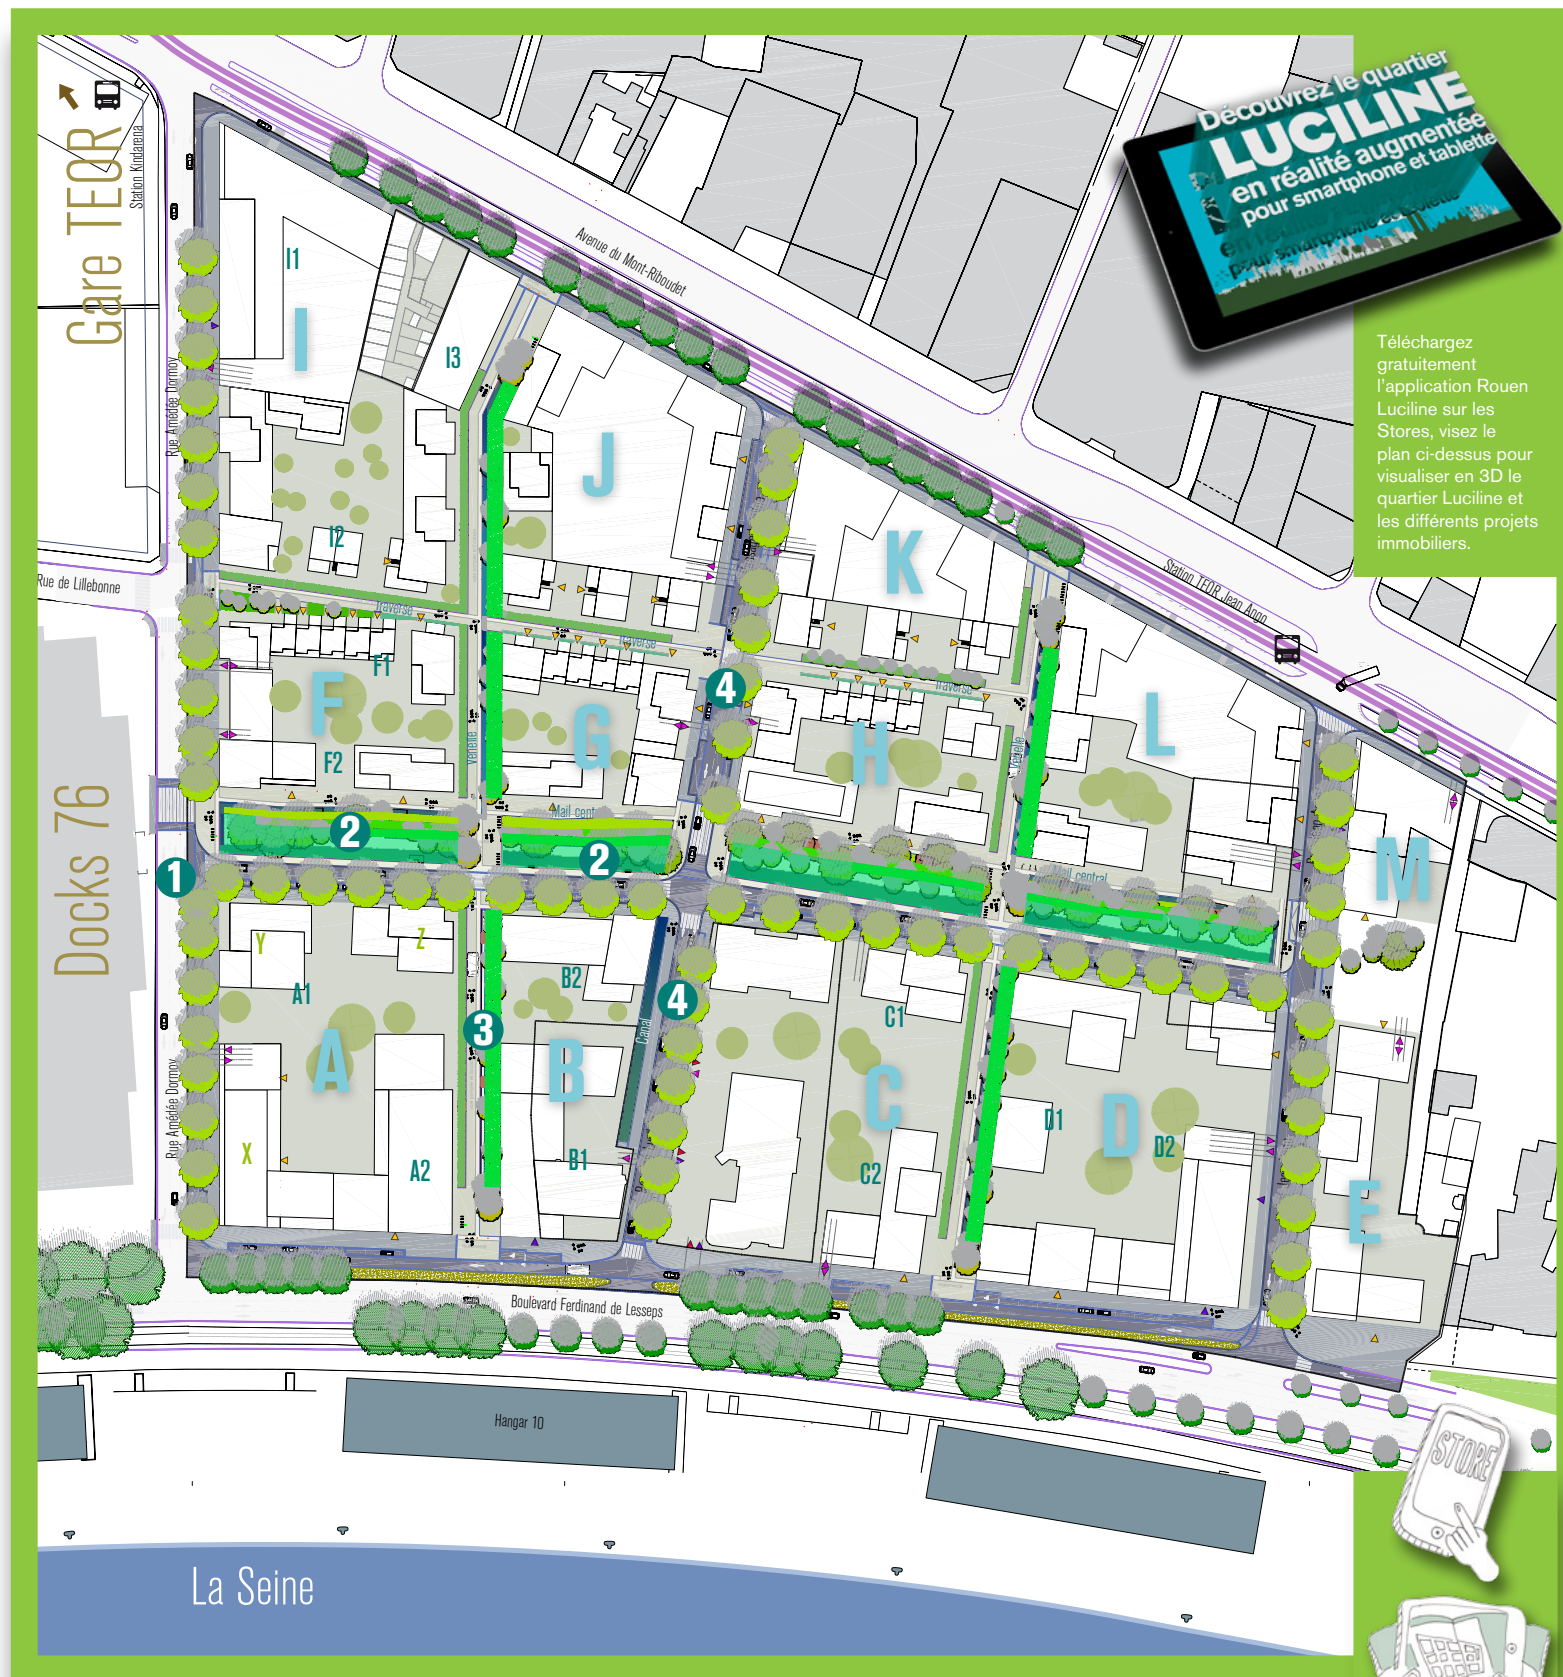 Découvrez le quartier
LUCILINE
en réalité augmentée
pour smartphone et tablette
Téléchargez
gratuitement
l'application Rouen
Luciline sur les
Stores, visez le
plan ci-dessus pour
visualiser en 3D le
quartier Luciline et
les différents projets
immobiliers.
Gare TEOR
Station Kindarena
Avenue du Mont-Riboudet
Rue Amédée Dormoy
Rue de Lillebonne
Station TEOR Jean Ango
I1
I
I3
I2
J
K
Traverse
Traverse
Traverse
F1
F
F2
Venelle
G
4
H
Venelle
L
M
Docks 76
1
2
2
Mail cent
Mail central
Y
Z
A1
A
X
A2
3
B2
B
B1
Canal
4
C1
C
C2
D1
D
D2
E
Rue Amédée Dormoy
Boulevard Ferdinand de Lesseps
Hangar 10
La Seine
STORE